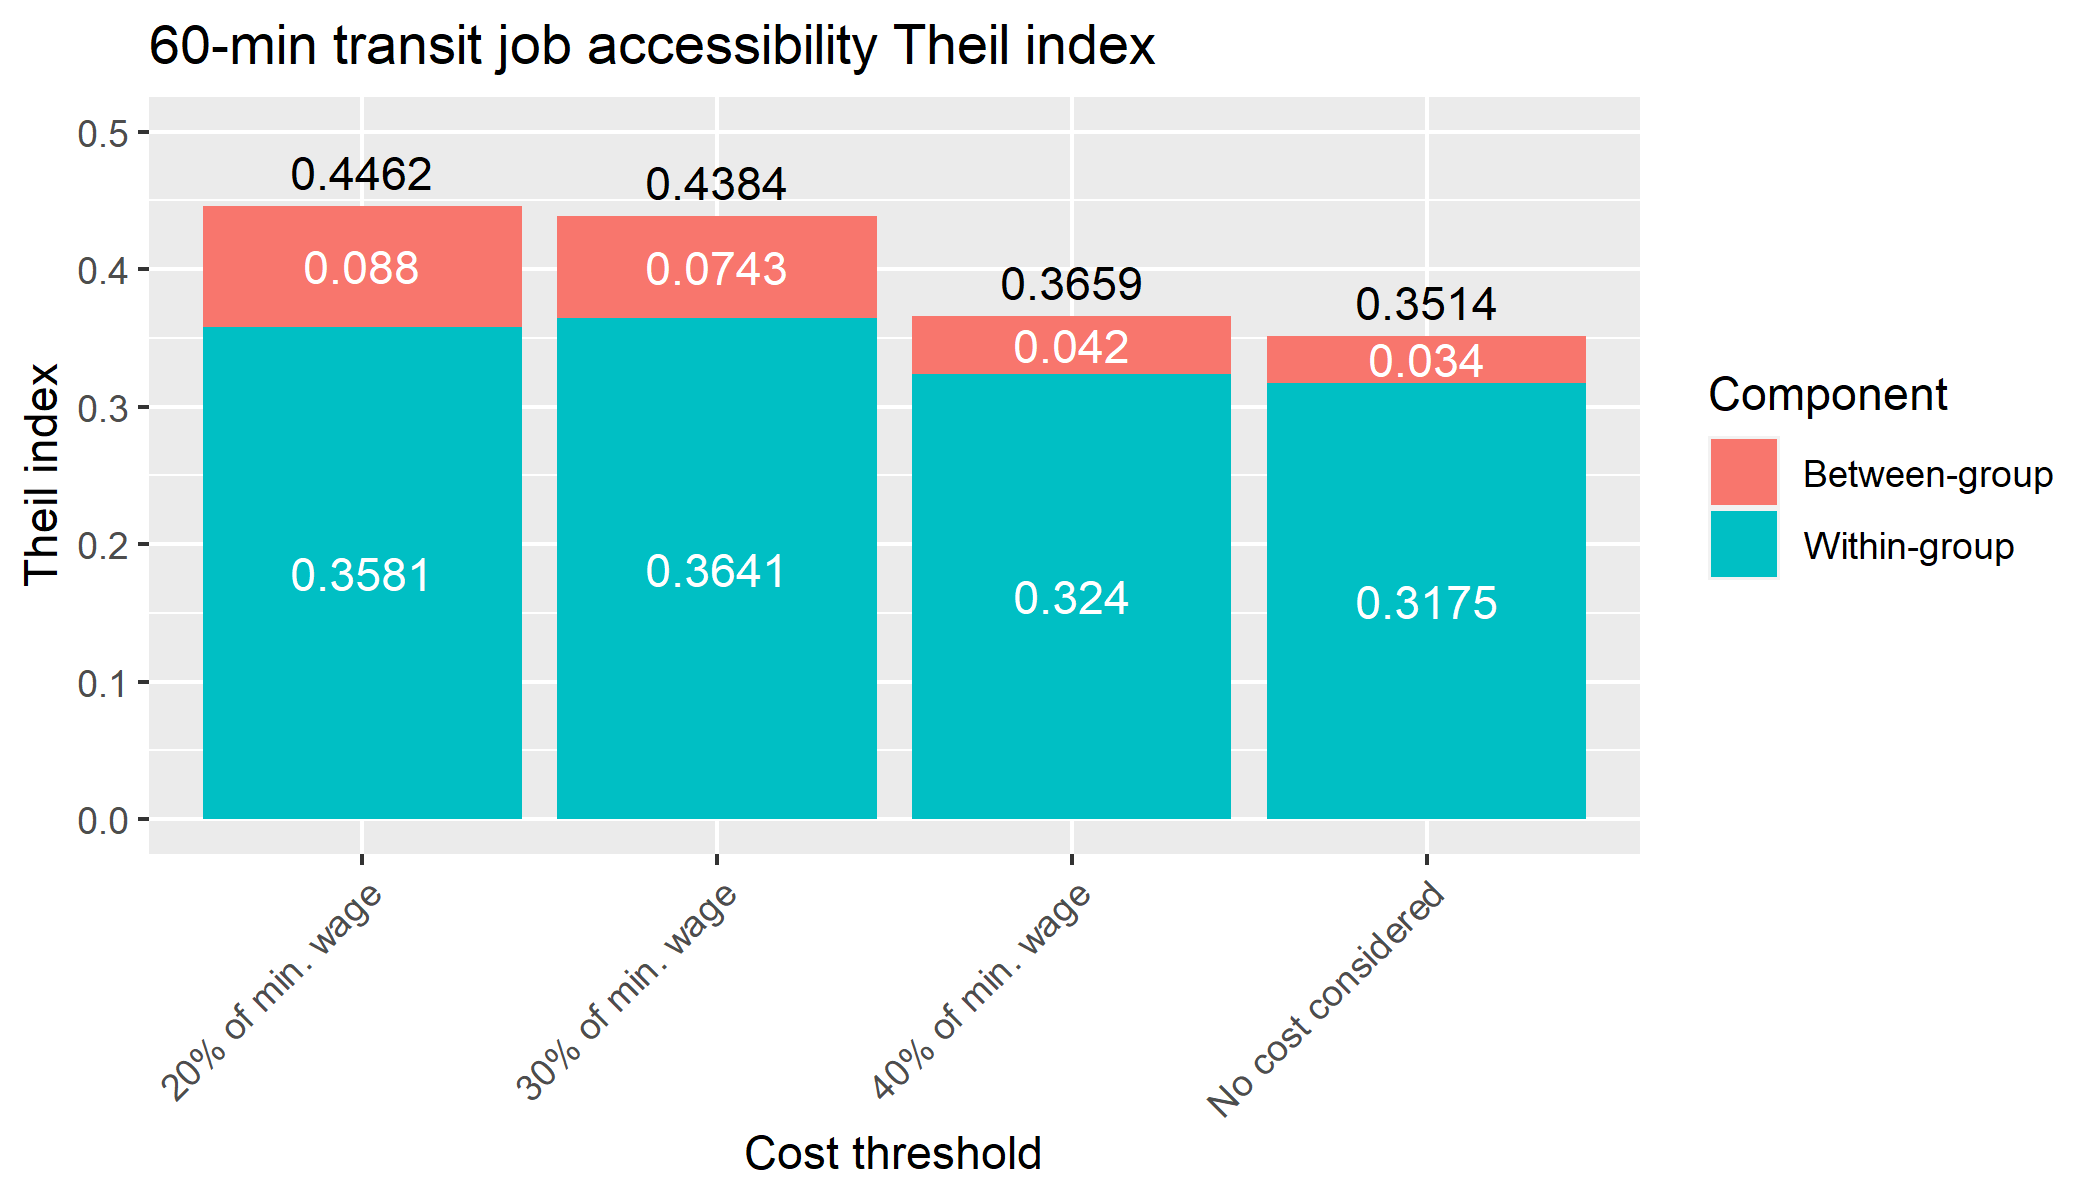 60-min transit job accessibility Theil index
Theil index
0.5
0.4
0.3
0.2
0.1
0.0
0.4462
0.088
0.3581
0.4384
0.0743
0.3641
0.3659
0.042
0.324
0.3514
0.034
0.3175
20% of min. wage
30% of min. wage
40% of min. wage
No cost considered
Cost threshold
Component
Between-group
Within-group